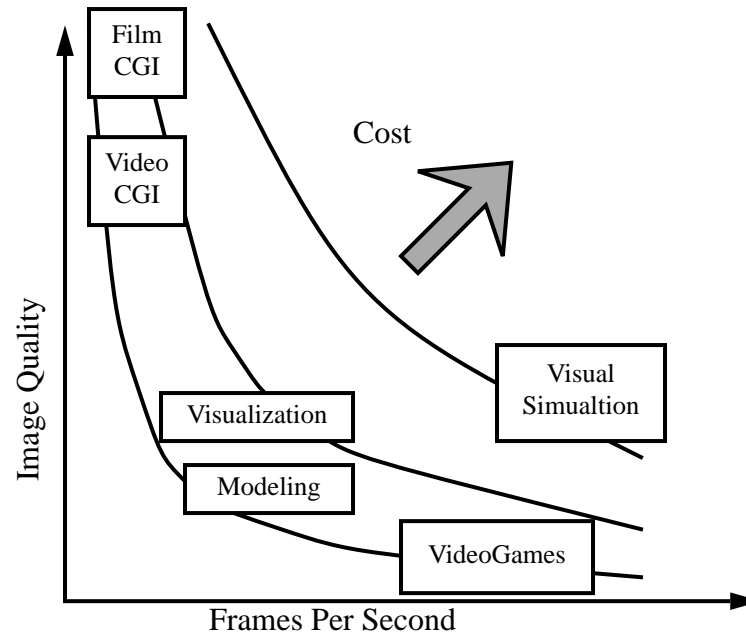 Film
CGI
Cost
Video
CGI
Image Quality
Visual
Simualtion
Visualization
Modeling
VideoGames
Frames Per Second